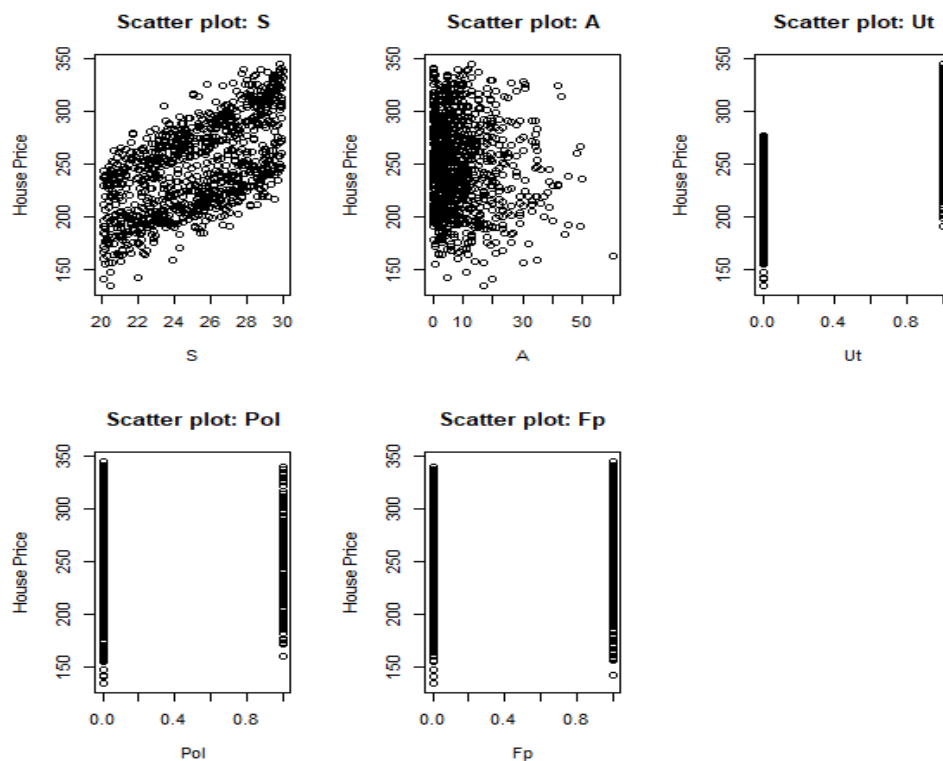 Scatter plot: S
House Price
150 200 250 300 350
20 22 24 26 28 30
S
Scatter plot: A
House Price
150 200 250 300 350
0 10 30 50
A
Scatter plot: Ut
House Price
150 200 250 300 350
0.0 0.4 0.8
Ut
Scatter plot: Pol
House Price
150 200 250 300 350
0.0 0.4 0.8
Pol
Scatter plot: Fp
House Price
150 200 250 300 350
0.0 0.4 0.8
Fp